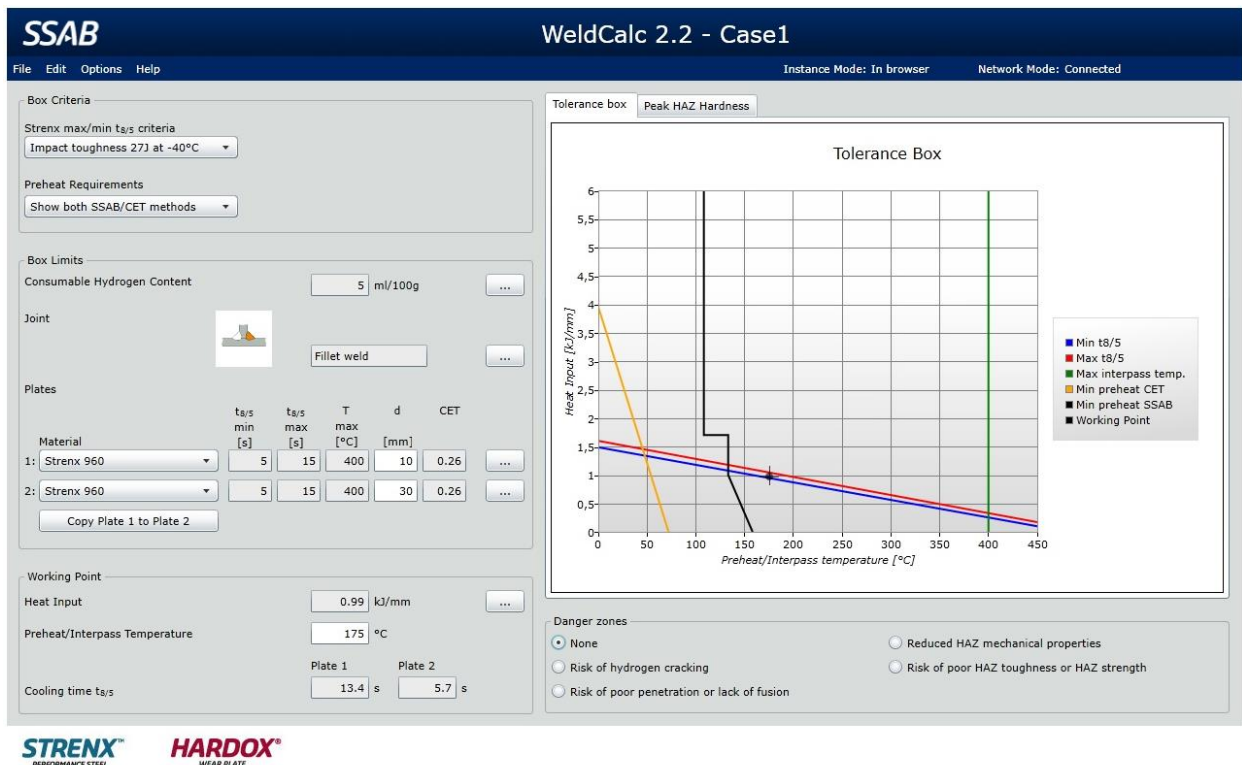 SSAB
WeldCalc 2.2 - Case1
File Edit Options Help
Instance Mode: In browser Network Mode: Connected
Box Criteria
Strenx max/min t8/5 criteria
Impact toughness 27J at -40°C
Preheat Requirements
Show both SSAB/CET methods
Box Limits
Consumable Hydrogen Content 5 ml/100g ...
Joint
Fillet weld ...
Plates
t8/5 t8/5 T d CET
min max max
Material [s] [s] [°C] [mm]
1: Strenx 960 5 15 400 10 0.26 ...
2: Strenx 960 5 15 400 30 0.26 ...
Copy Plate 1 to Plate 2
Working Point
Heat Input 0.99 kJ/mm ...
Preheat/Interpass Temperature 175 °C
Plate 1 Plate 2
Cooling time t8/5 13.4 s 5.7 s
Tolerance box Peak HAZ Hardness
Tolerance Box
6
5,5
5
4,5
4
3,5
3
2,5
2
1,5
1
0,5
0
Heat Input [kJ/mm]
0 50 100 150 200 250 300 350 400 450
Preheat/Interpass temperature [°C]
Min t8/5
Max t8/5
Max interpass temp.
Min preheat CET
Min preheat SSAB
Working Point
Danger zones
None
Risk of hydrogen cracking
Risk of poor penetration or lack of fusion
Reduced HAZ mechanical properties
Risk of poor HAZ toughness or HAZ strength
STRENX™
PERFORMANCE STEEL
HARDOX®
WEAR PLATE